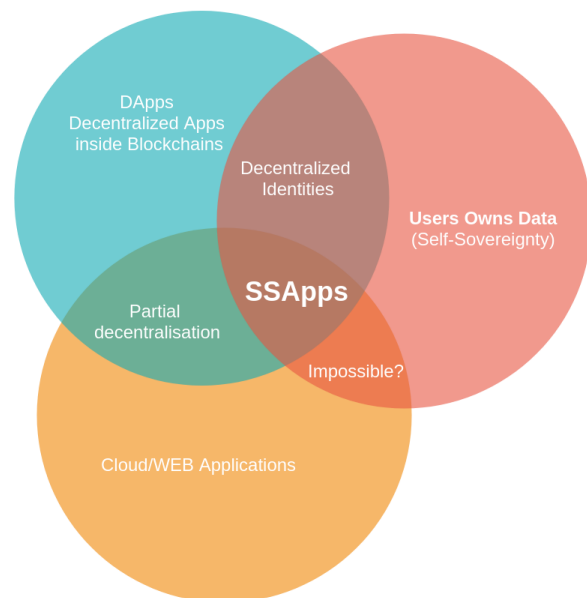 DApps
Decentralized Apps
inside Blockchains
Decentralized
Identities
Users Owns Data
(Self-Sovereignty)
SSApps
Partial
decentralisation
Impossible?
Cloud/WEB Applications